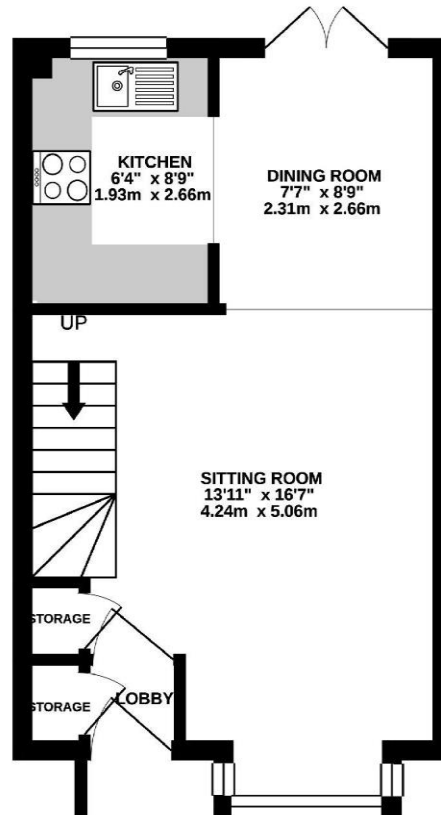 KITCHEN
6'4" x 8'9"
1.93m x 2.66m
DINING ROOM
7'7" x 8'9"
2.31m x 2.66m
UP
SITTING ROOM
13'11" x 16'7"
4.24m x 5.06m
STORAGE
LOBBY
STORAGE